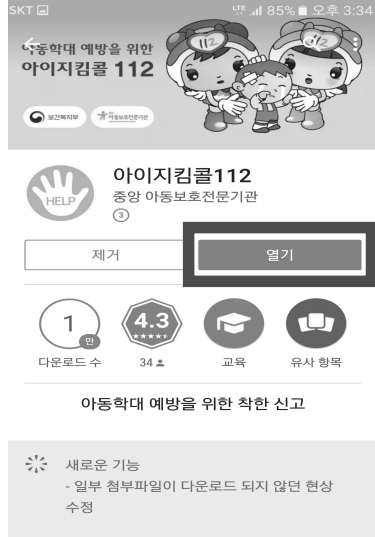 SKT LTE 85% 오후 3:34
아동학대 예방을 위한
아이지킴콜 112
112
112
보건복지부 아동보호전문기관
HELP
아이지킴콜112
중앙 아동보호전문기관
3
제거 열기
1 만 4.3
다운로드 수 34 교육 유사 항목
아동학대 예방을 위한 착한 신고
새로운 기능
- 일부 첨부파일이 다운로드 되지 않던 현상
수정